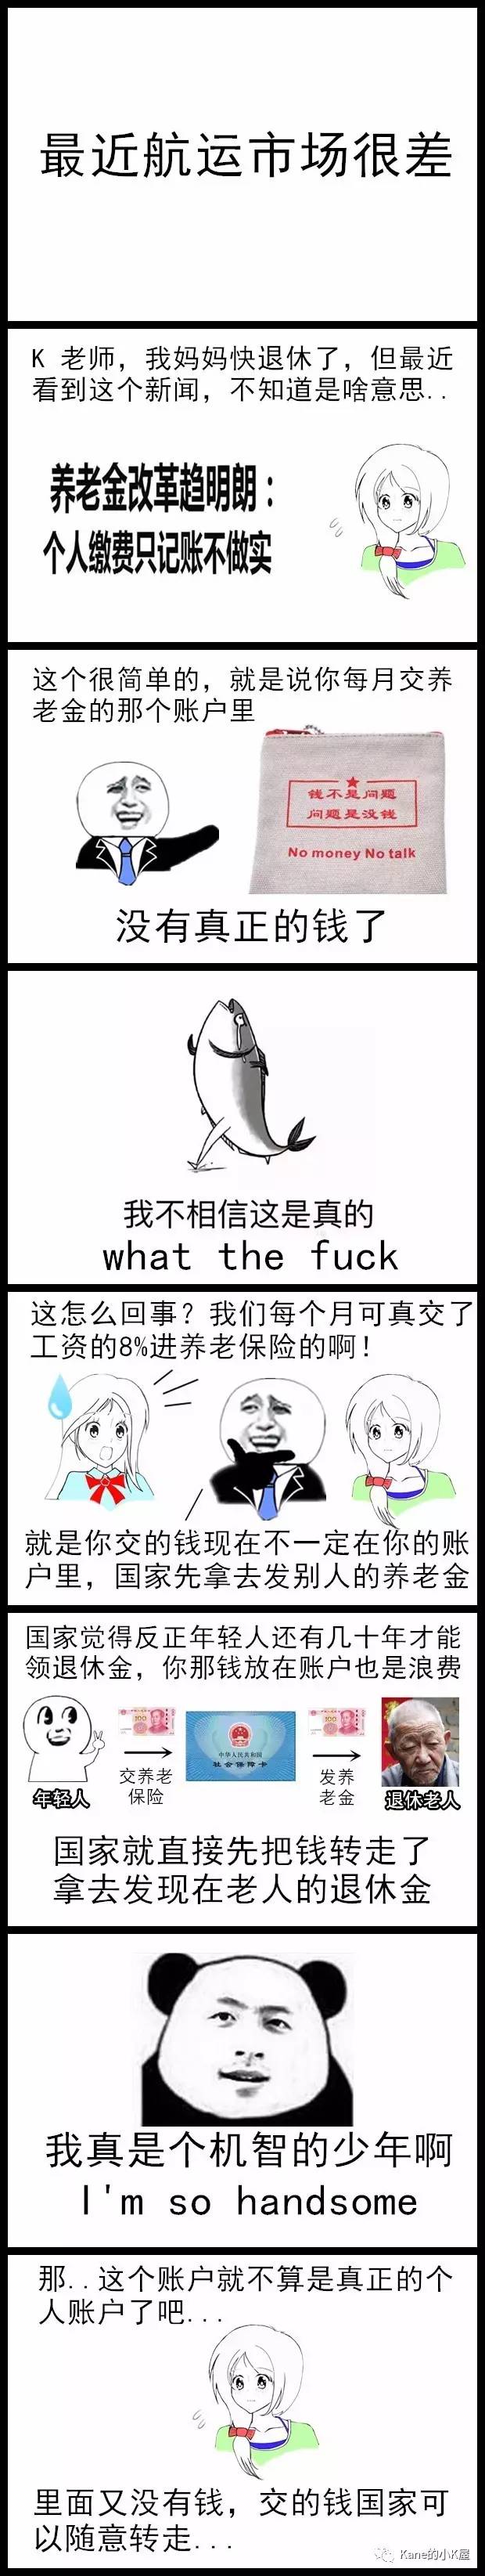 最近航运市场很差
K 老师，我妈妈快退休了，但最近
看到这个新闻，不知道是啥意思..
养老金改革趋明朗：
个人缴费只记账不做实
这个很简单的，就是说你每月交养
老金的那个账户里
钱不是问题
问题是没钱
No money No talk
没有真正的钱了
我不相信这是真的
what the fuck
这怎么回事？我们每个月可真交了
工资的8%进养老保险的啊！
就是你交的钱现在不一定在你的账
户里，国家先拿去发别人的养老金
国家觉得反正年轻人还有几十年才能
领退休金，你那钱放在账户也是浪费
100
中华人民共和国
社会保障卡
100
交养老
保险
发养
老金
年轻人
退休老人
国家就直接先把钱转走了
拿去发现在老人的退休金
我真是个机智的少年啊
I'm so handsome
那..这个账户就不算是真正的个
人账户了吧...
里面又没有钱，交的钱国家可
以随意转走...
Kane的小K屋